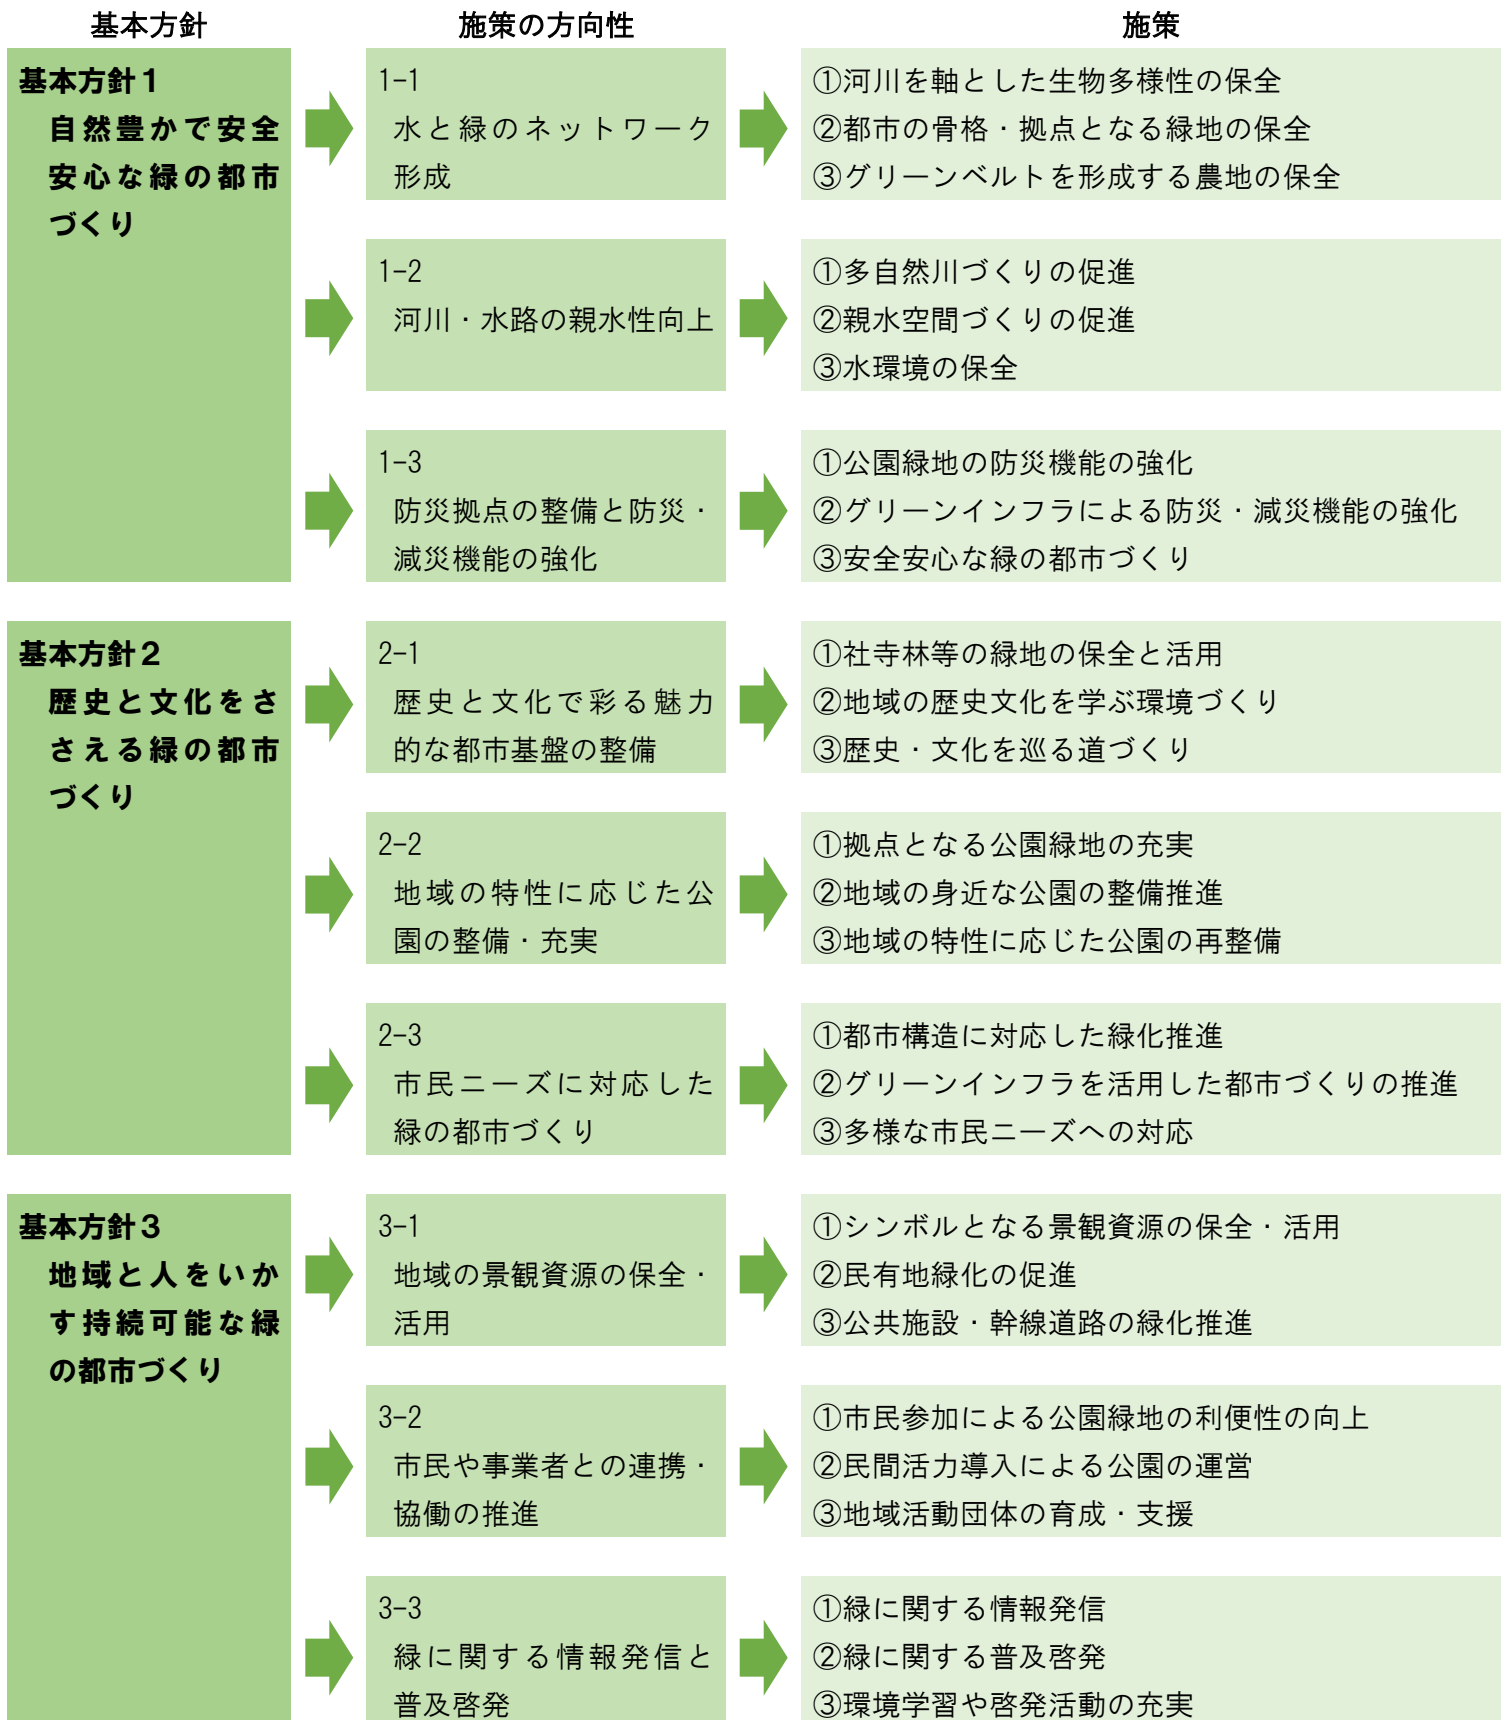 基本方針
施策の方向性
施策
基本方針1
自然豊かで安全
安心な緑の都市
づくり
1-1
水と緑のネットワーク
形成
①河川を軸とした生物多様性の保全
②都市の骨格・拠点となる緑地の保全
③グリーンベルトを形成する農地の保全
1-2
河川・水路の親水性向上
①多自然川づくりの促進
②親水空間づくりの促進
③水環境の保全
1-3
防災拠点の整備と防災・
減災機能の強化
①公園緑地の防災機能の強化
②グリーンインフラによる防災・減災機能の強化
③安全安心な緑の都市づくり
基本方針2
歴史と文化をさ
さえる緑の都市
づくり
2-1
歴史と文化で彩る魅力
的な都市基盤の整備
①社寺林等の緑地の保全と活用
②地域の歴史文化を学ぶ環境づくり
③歴史・文化を巡る道づくり
2-2
地域の特性に応じた公
園の整備・充実
①拠点となる公園緑地の充実
②地域の身近な公園の整備推進
③地域の特性に応じた公園の再整備
2-3
市民ニーズに対応した
緑の都市づくり
①都市構造に対応した緑化推進
②グリーンインフラを活用した都市づくりの推進
③多様な市民ニーズへの対応
基本方針3
地域と人をいか
す持続可能な緑
の都市づくり
3-1
地域の景観資源の保全・
活用
①シンボルとなる景観資源の保全・活用
②民有地緑化の促進
③公共施設・幹線道路の緑化推進
3-2
市民や事業者との連携・
協働の推進
①市民参加による公園緑地の利便性の向上
②民間活力導入による公園の運営
③地域活動団体の育成・支援
3-3
緑に関する情報発信と
普及啓発
①緑に関する情報発信
②緑に関する普及啓発
③環境学習や啓発活動の充実